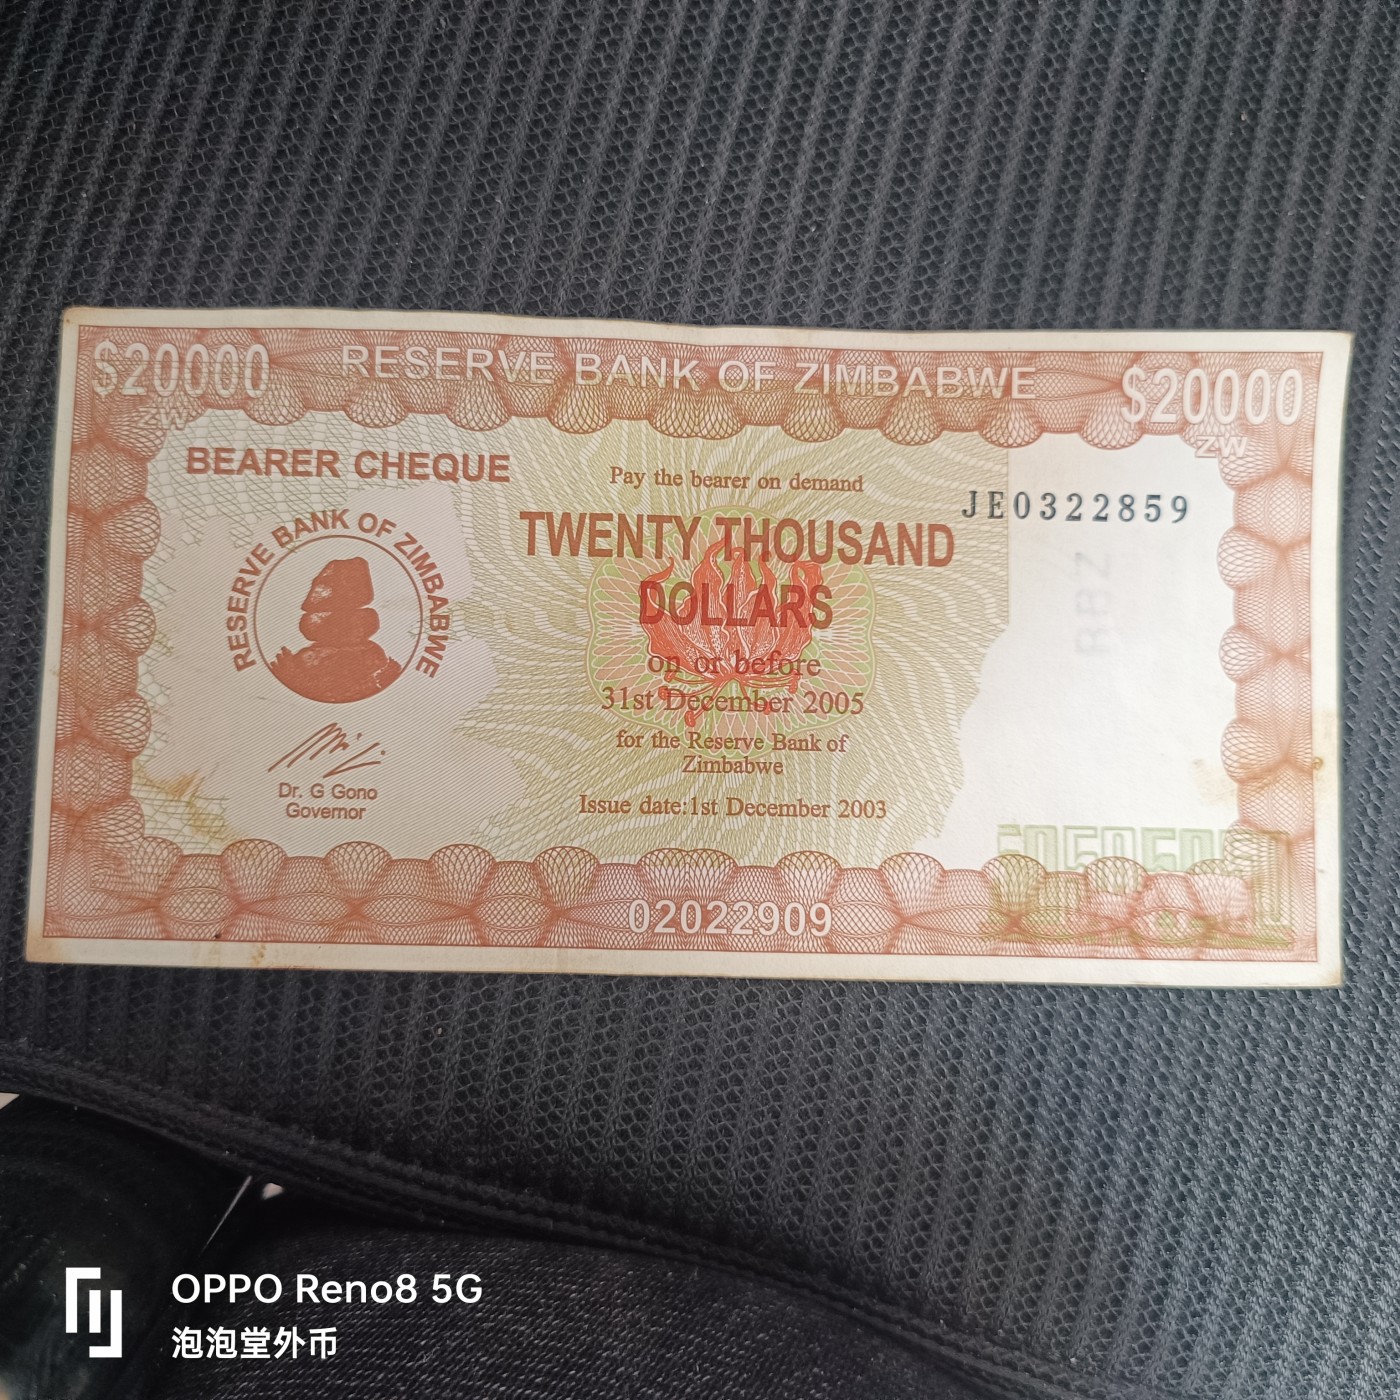 $20000
ZW
RESERVE BANK OF ZIMBABWE
$20000
ZW
BEARER CHEQUE
Pay the bearer on demand
JE0322859
TWENTY THOUSAND
DOLLARS
RESERVE BANK OF ZIMBABWE
RBZ
on or before
31st December 2005
for the Reserve Bank of
Zimbabwe
Dr. G Gono
Governor
Issue date:1st December 2003
02022909
OPPO Reno8 5G
泡泡堂外币